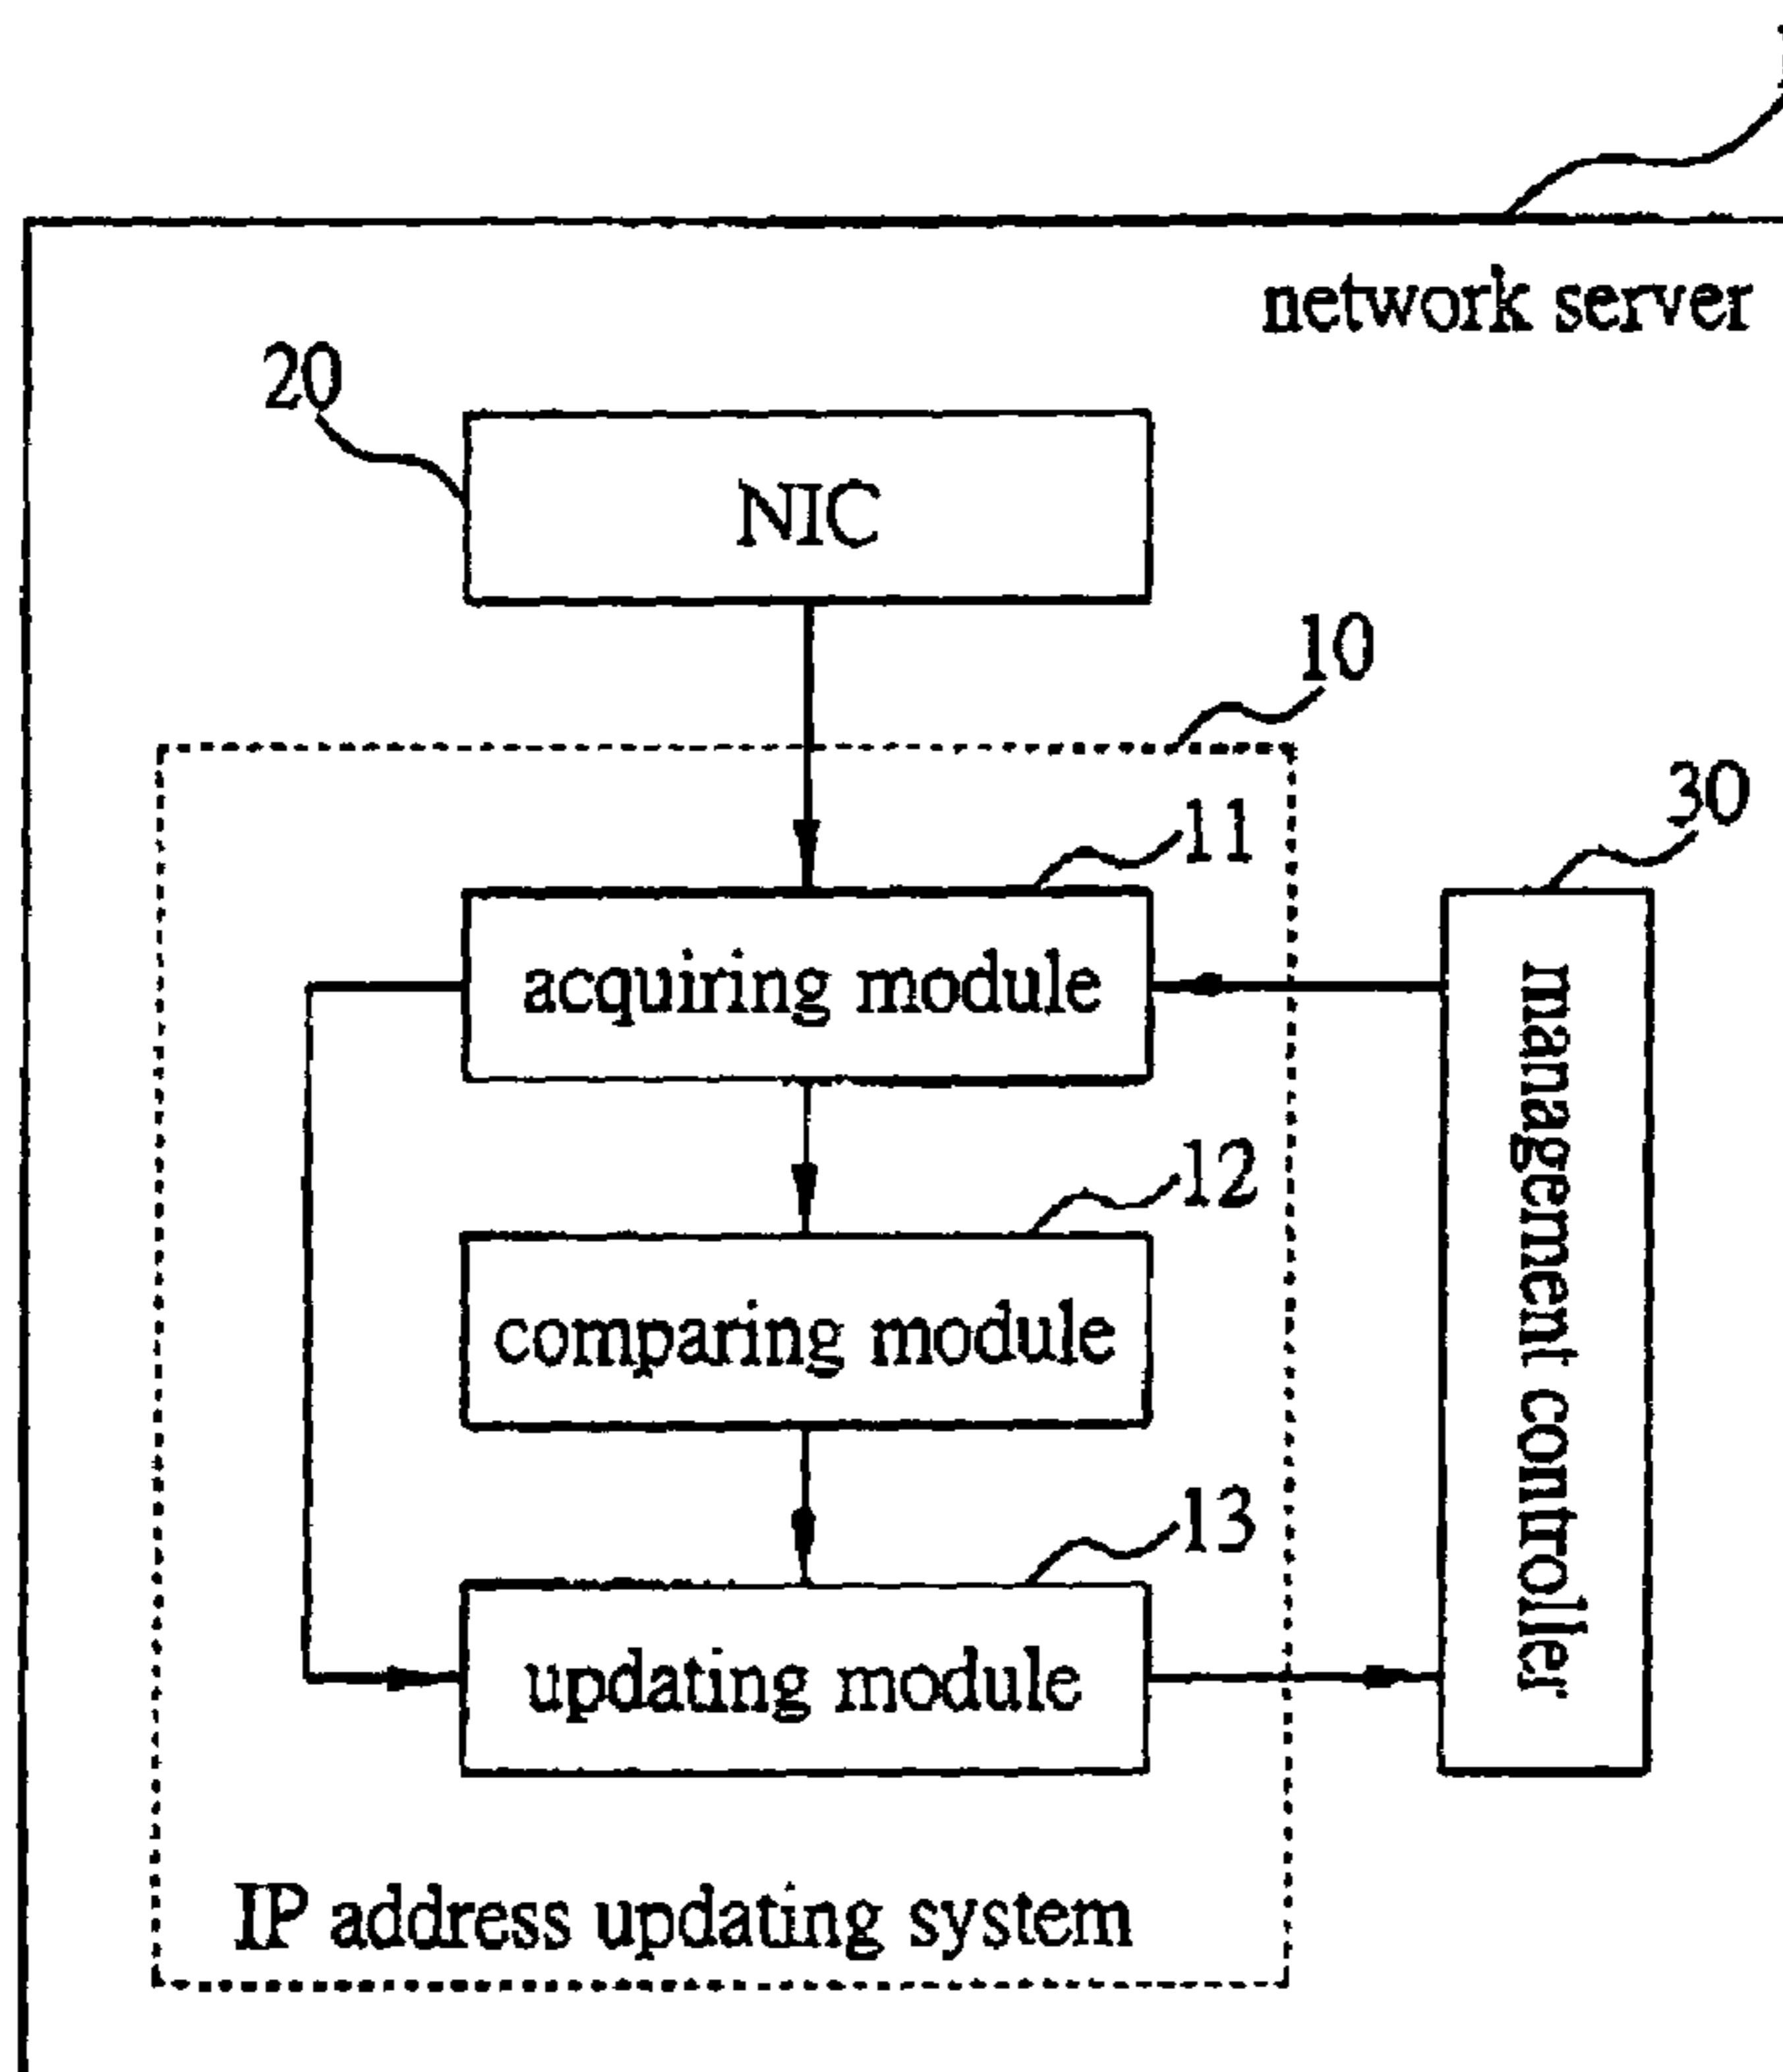 network server
20
NIC
10
30
11
acquiring module
12
comparing module
13
updating module
management controller
IP address updating system